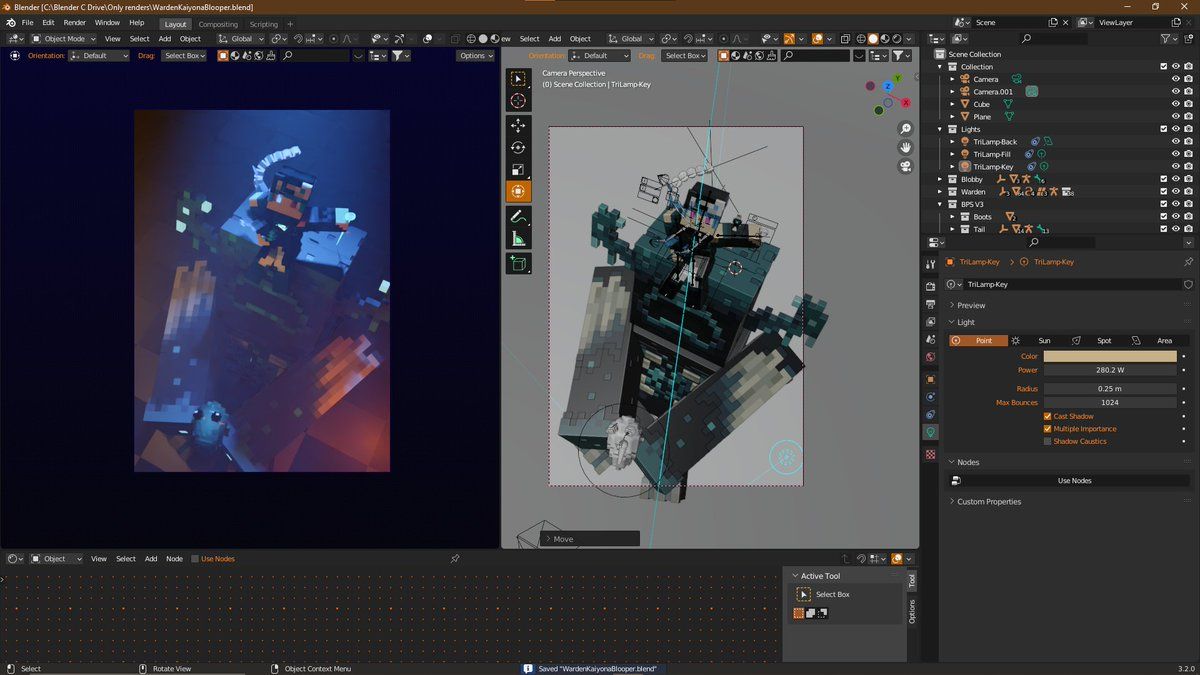 Blender [C:\Blender C Drive\Only renders\WardenKaiyonaBlooper.blend]
File Edit Render Window Help Layout Compositing Scripting +
Scene ViewLayer
Object Mode View Select Add Object Global
Select Add Object Global
Orientation: Default Drag: Select Box Options
Orientation: Default Drag: Select Box
Camera Perspective
(0) Scene Collection | TriLamp-Key
Y
Z
X
Move
Scene Collection
Collection
Camera
Camera.001
Cube
Plane
Lights
TriLamp-Back
TriLamp-Fill
TriLamp-Key
Blobby
Warden
BPS V3
Boots
Tail
TriLamp-Key > TriLamp-Key
TriLamp-Key
Preview
Light
Point Sun Spot Area
Color
Power 280.2 W
Radius 0.25 m
Max Bounces 1024
Cast Shadow
Multiple Importance
Shadow Caustics
Nodes
Use Nodes
Custom Properties
Object View Select Add Node Use Nodes
Active Tool
Select Box
Tool
Options
Select Rotate View Object Context Menu Saved "WardenKaiyonaBlooper.blend" 3.2.0